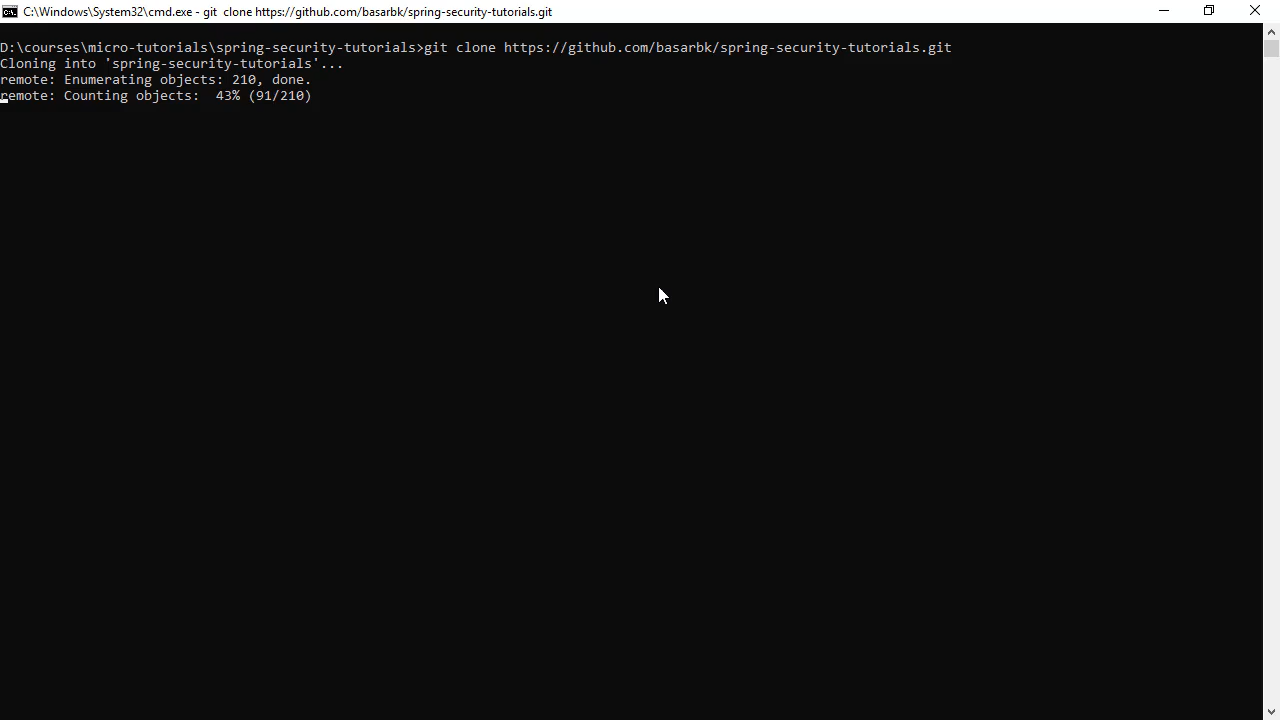 C:\Windows\System32\cmd.exe - git  clone https://github.com/basarbk/spring-security-tutorials.git
D:\courses\micro-tutorials\spring-security-tutorials>git clone https://github.com/basarbk/spring-security-tutorials.git
Cloning into 'spring-security-tutorials'...
remote: Enumerating objects: 210, done.
remote: Counting objects:  43% (91/210)